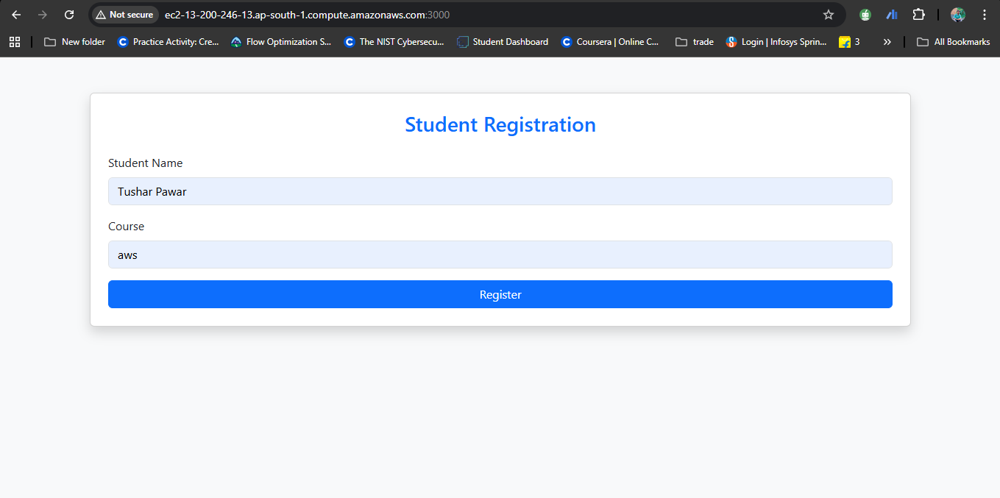 Not secure ec2-13-200-246-13.ap-south-1.compute.amazonaws.com:3000
New folder Practice Activity: Cre... Flow Optimization S... The NIST Cybersecu... Student Dashboard Coursera | Online C... trade Login | Infosys Sprin... 3 » All Bookmarks
Student Registration
Student Name
Tushar Pawar
Course
aws
Register